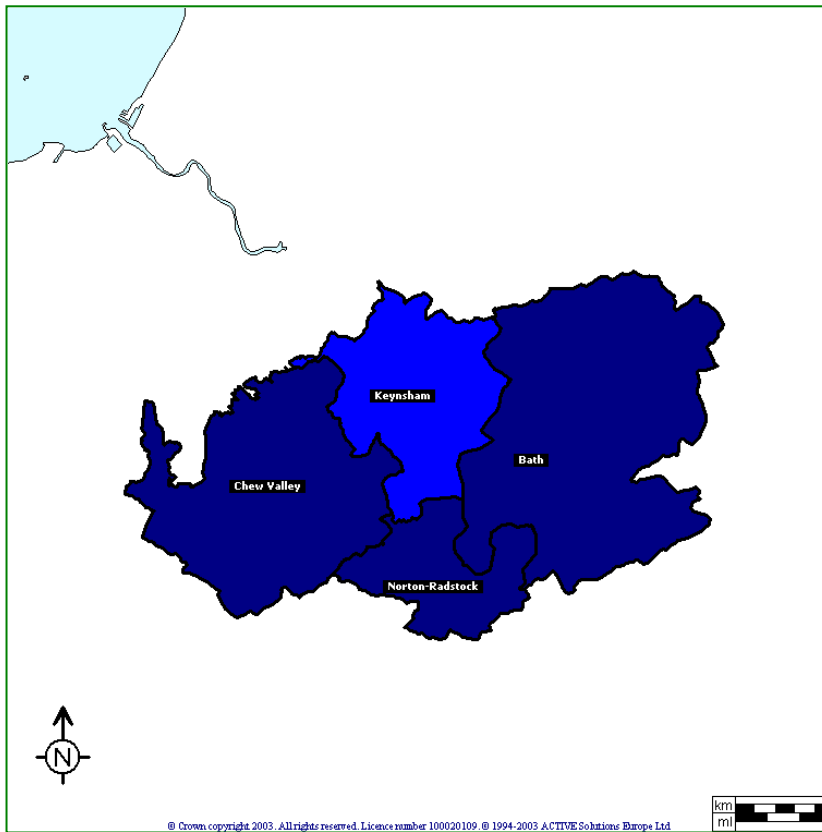 Keynsham
Bath
Chew Valley
Norton-Radstock
N
km
ml
© Crown copyright 2003. All rights reserved. Licence number 100020109. © 1994-2003 ACTIVE Solutions Europe Ltd